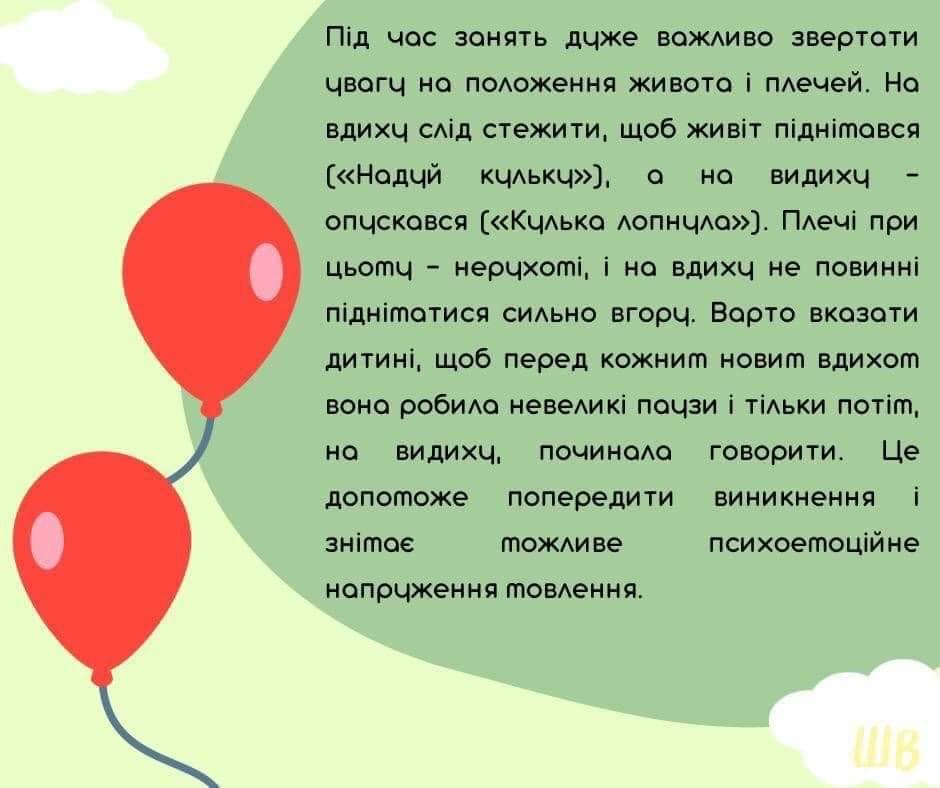 Під час занять дуже важливо звертати
увагу на положення живота і плечей. На
вдиху слід стежити, щоб живіт піднімався
(«Надуй кульку»), а на видиху –
опускався («Кулька лопнула»). Плечі при
цьому – нерухомі, і на вдиху не повинні
підніматися сильно вгору. Варто вказати
дитині, щоб перед кожним новим вдихом
вона робила невеликі паузи і тільки потім,
на видиху, починала говорити. Це
допоможе попередити виникнення і
знімає можливе психоемоційне
напруження мовлення.
ШВ